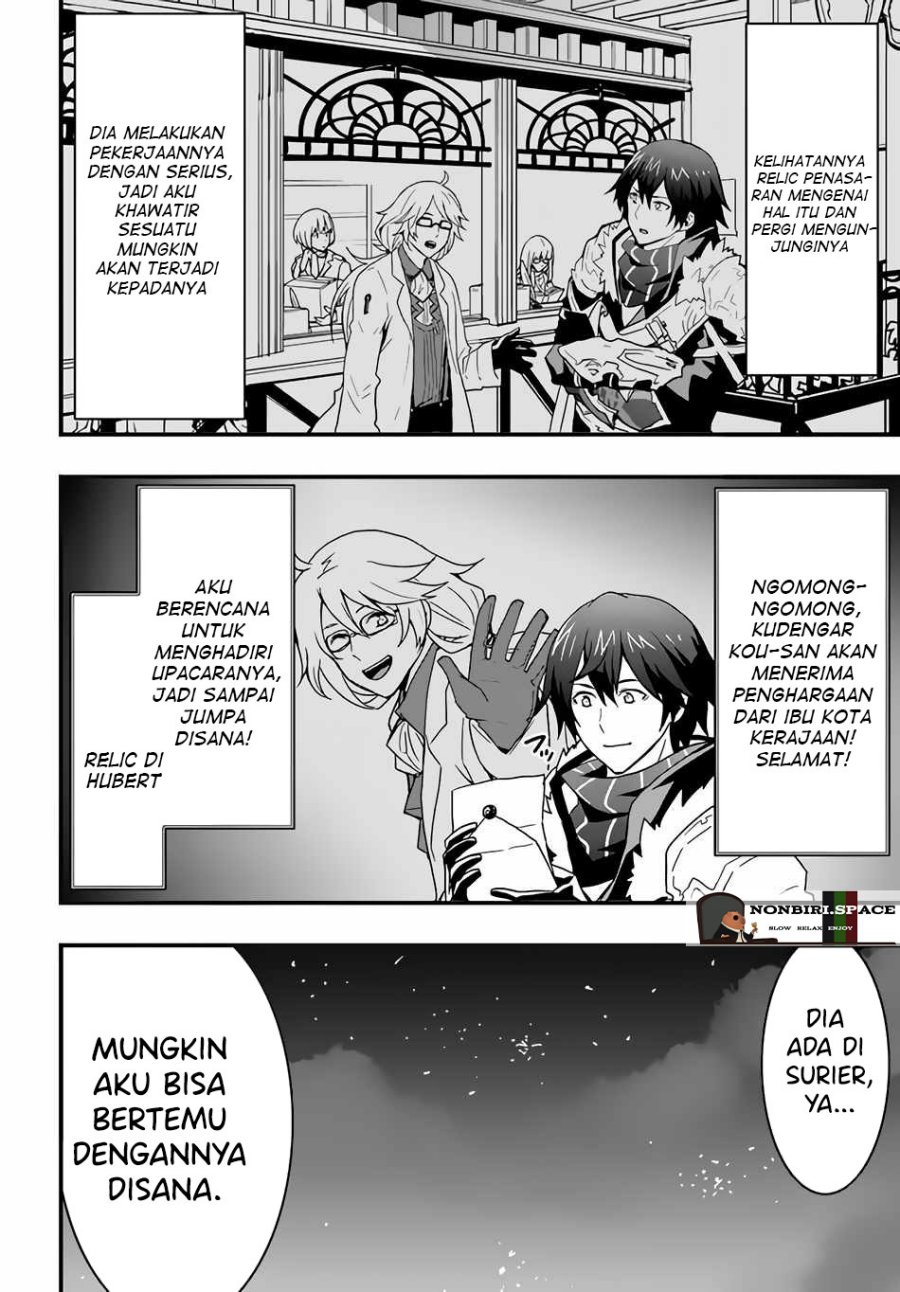 KELIHATANNYA
RELIC PENASA-
RAN MENGENAI
HAL ITU DAN
PERGI MENGUN-
JUNGINYA
DIA MELAKUKAN
PEKERJAANNYA
DENGAN SERIUS,
JADI AKU
KHAWATIR
SESUATU
MUNGKIN
AKAN TERJADI
KEPADANYA
NGOMONG-
NGOMONG,
KUDENGAR
KOU-SAN AKAN
MENERIMA
PENGHARGAAN
DARI IBU KOTA
KERAJAAN!
SELAMAT!
AKU
BERENCANA
UNTUK
MENGHADIRI
UPACARANYA,
JADI SAMPAI
JUMPA
DISANA!
RELIC DI
HUBERT
NONBIRI.SPACE
SLOW RELAX ENJOY
DIA
ADA DI
SURIER,
YA...
MUNGKIN
AKU BISA
BERTEMU
DENGANNYA
DISANA.